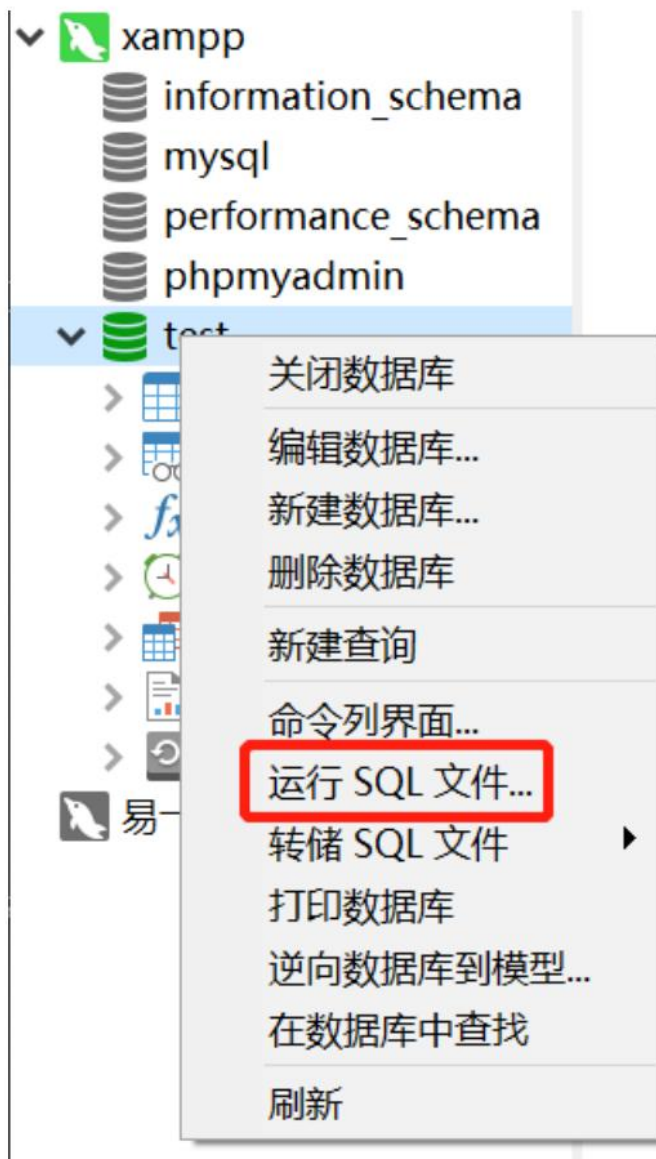 xampp
information_schema
mysql
performance_schema
phpmyadmin
test
关闭数据库
编辑数据库...
新建数据库...
删除数据库
新建查询
命令列界面...
运行 SQL 文件...
转储 SQL 文件
打印数据库
逆向数据库到模型...
在数据库中查找
刷新
易一